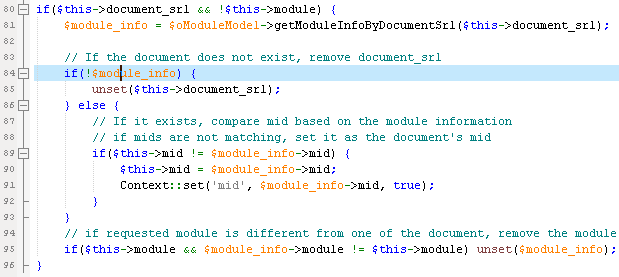 80 if($this->document_srl && !$this->module) {
81 $module_info = $oModuleModel->getModuleInfoByDocumentSrl($this->document_srl);
82
83 // If the document does not exist, remove document_srl
84 if(!$module_info) {
85 unset($this->document_srl);
86 } else {
87 // If it exists, compare mid based on the module information
88 // if mids are not matching, set it as the document's mid
89 if($this->mid != $module_info->mid) {
90 $this->mid = $module_info->mid;
91 Context::set('mid', $module_info->mid, true);
92 }
93 }
94 // if requested module is different from one of the document, remove the module
95 if($this->module && $module_info->module != $this->module) unset($module_info);
96 }